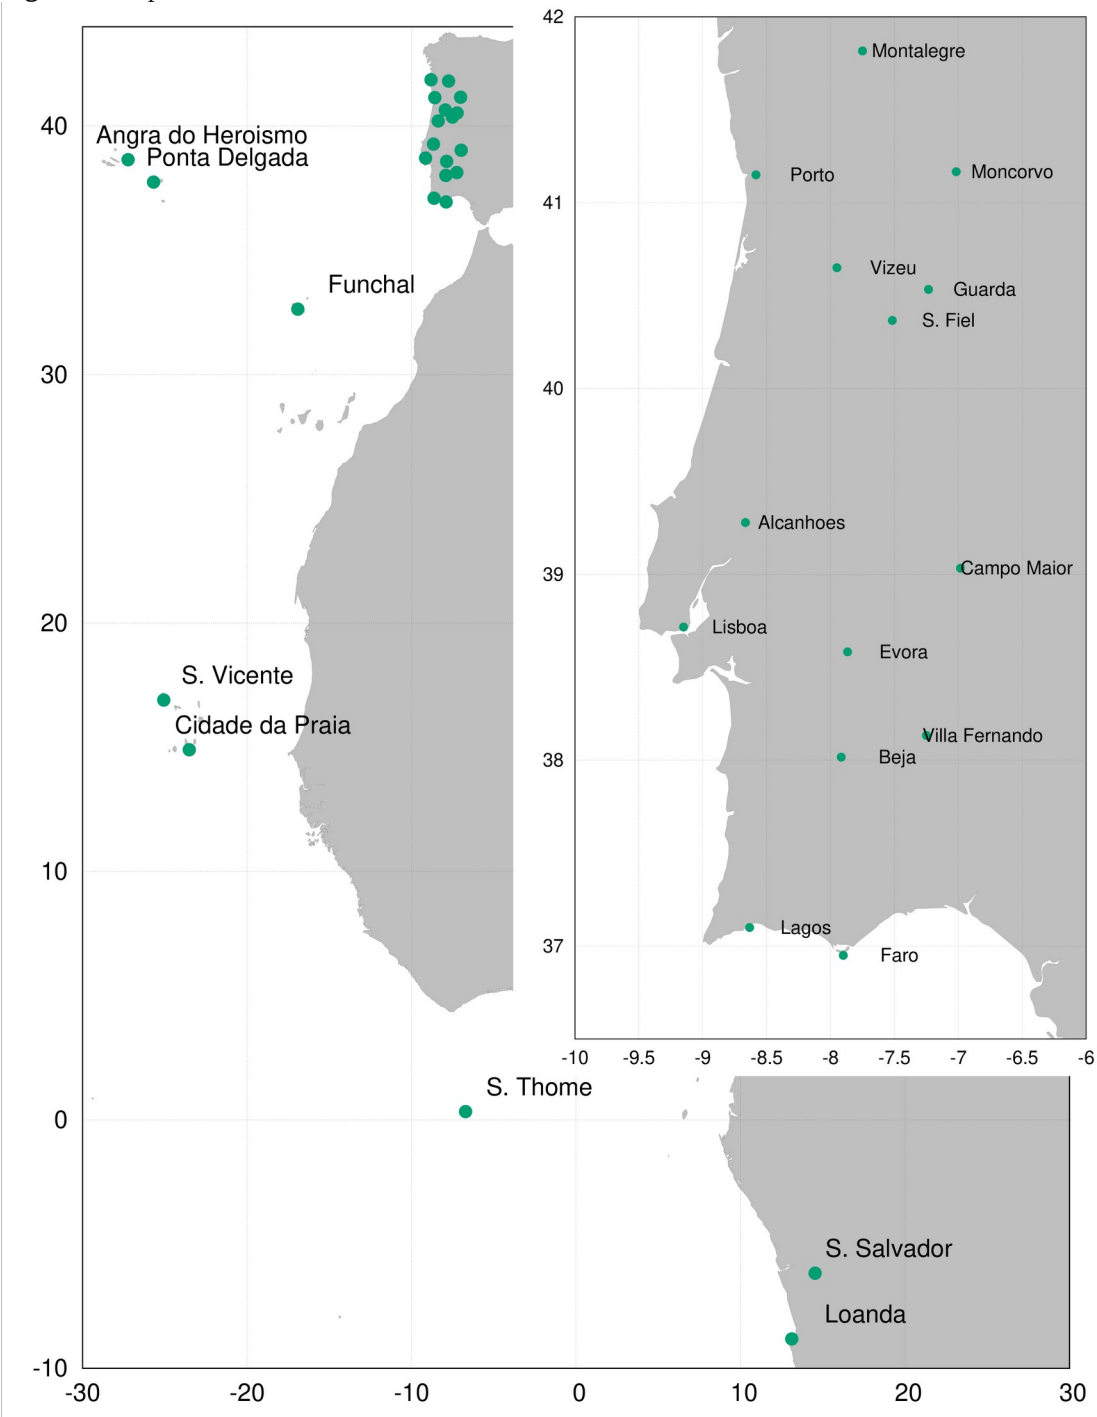 42
Montalegre
40
Angra do Heroismo
Ponta Delgada
Porto
Moncorvo
41
Vizeu
Guarda
S. Fiel
Funchal
30
40
Alcanhoes
Campo Maior
39
20
Lisboa
Evora
S. Vicente
Cidade da Praia
Villa Fernando
Beja
38
10
Lagos
Faro
37
-10
-9.5
-9
-8.5
-8
-7.5
-7
-6.5
-6
S. Thome
0
S. Salvador
Loanda
-10
-30
-20
-10
0
10
20
30